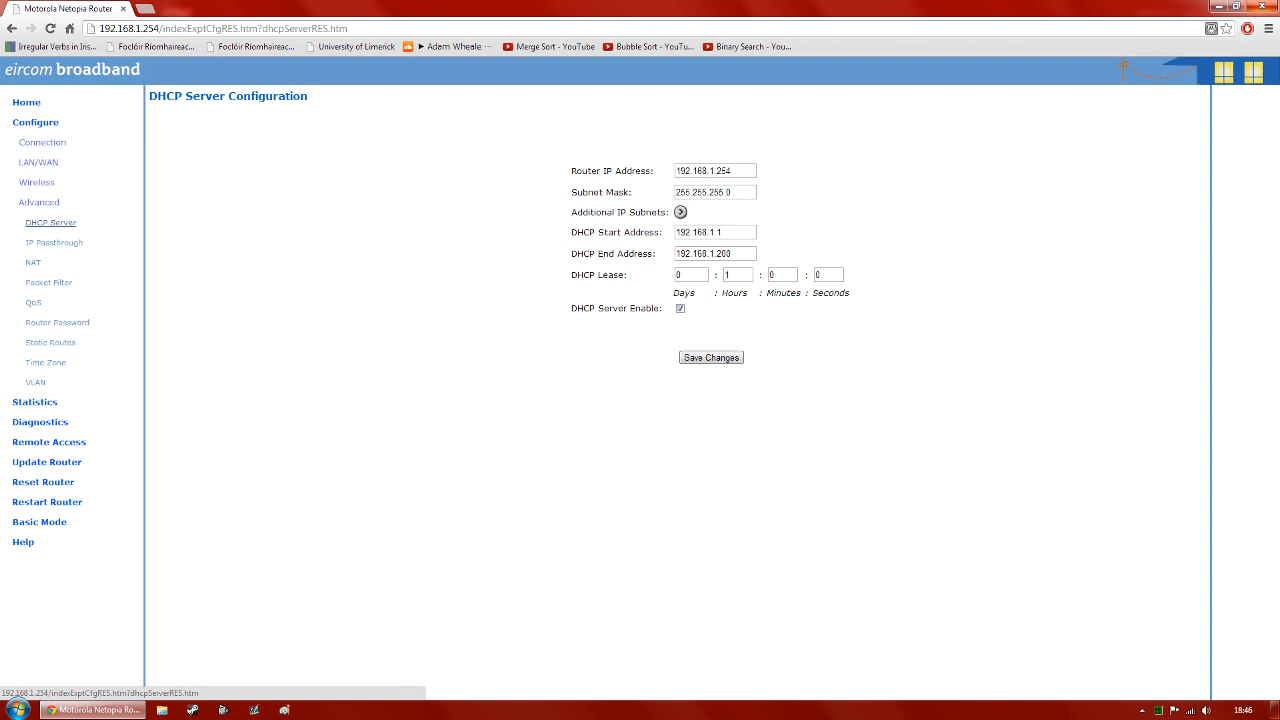 Motorola Netopia Router
192.168.1.254/indexExptCfgRES.htm?dhcpServerRES.htm
Irregular Verbs in Iris... Foclóir Ríomhaireac... Foclóir Ríomhaireac... University of Limerick ► Adam Wheale ··· Merge Sort - YouTube Bubble Sort - YouTu... Binary Search - You...
eircom broadband
Home
Configure
Connection
LAN/WAN
Wireless
Advanced
DHCP Server
IP Passthrough
NAT
Packet Filter
QoS
Router Password
Static Routes
Time Zone
VLAN
Statistics
Diagnostics
Remote Access
Update Router
Reset Router
Restart Router
Basic Mode
Help
DHCP Server Configuration
Router IP Address: 192.168.1.254
Subnet Mask: 255.255.255.0
Additional IP Subnets:
DHCP Start Address: 192.168.1.1
DHCP End Address: 192.168.1.200
DHCP Lease: 0 : 1 : 0 : 0
Days : Hours : Minutes : Seconds
DHCP Server Enable:
Save Changes
192.168.1.254/indexExptCfgRES.htm?dhcpServerRES.htm
Motorola Netopia Ro...
18:46